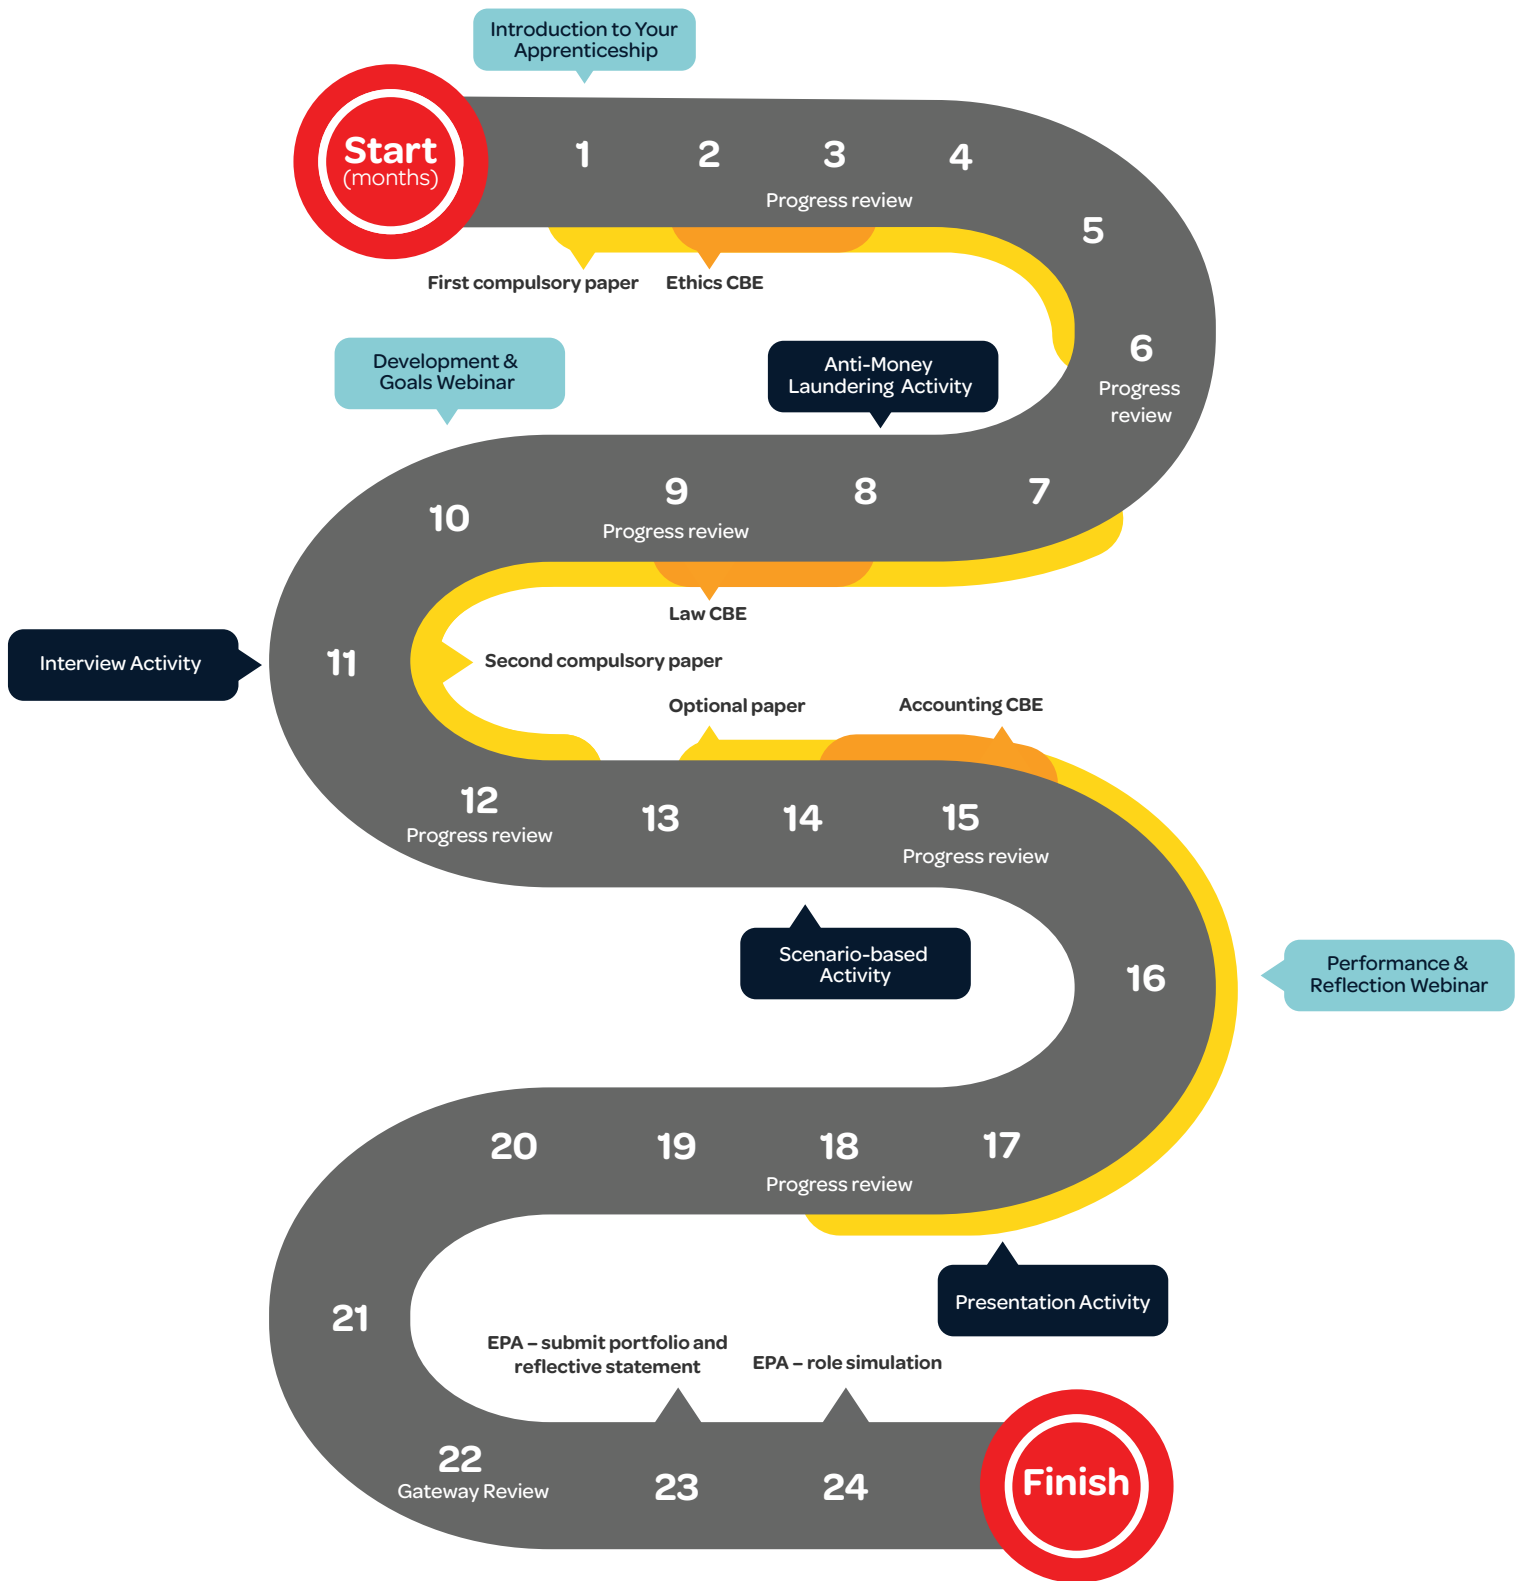 Introduction to Your
Apprenticeship
Start
(months)
1
2
3
4
Progress review
5
First compulsory paper
Ethics CBE
6
Progress
review
Development &
Goals Webinar
Anti-Money
Laundering Activity
7
8
9
Progress review
10
Law CBE
Interview Activity
11
Second compulsory paper
Optional paper
Accounting CBE
12
Progress review
13
14
15
Progress review
Scenario-based
Activity
16
Performance &
Reflection Webinar
17
18
Progress review
19
20
Presentation Activity
21
EPA – submit portfolio and
reflective statement
EPA – role simulation
22
Gateway Review
23
24
Finish